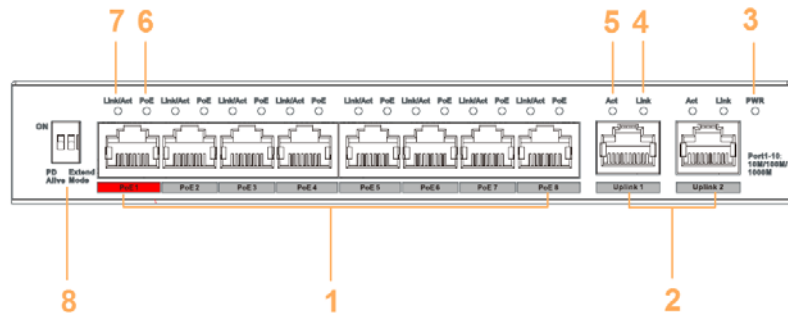 7 6 5 4 3
Link/Act PoE Link/Act PoE Link/Act PoE Link/Act PoE Link/Act PoE Link/Act PoE Link/Act PoE Link/Act PoE Act Link Act Link PWR
ON
PD Alive
Extend Mode
Port1-10:
10M/100M/
1000M
PoE 1 PoE 2 PoE 3 PoE 4 PoE 5 PoE 6 PoE 7 PoE 8 Uplink 1 Uplink 2
8 1 2